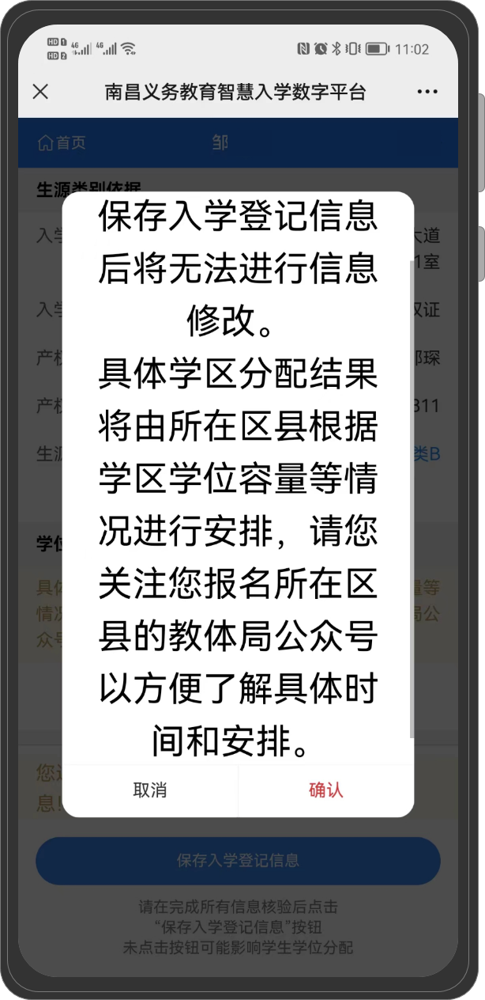 HD 1 4G 4G 11:02
HD 2
南昌义务教育智慧入学数字平台
首页 邹
生源类别依据
入学 大道
1室
入学 权证
产权 琛
产权 311
生源 类B
学位
具体 量等
情况 局公
众号
保存入学登记信息
后将无法进行信息
修改。
具体学区分配结果
将由所在区县根据
学区学位容量等情
况进行安排，请您
关注您报名所在区
县的教体局公众号
以方便了解具体时
间和安排。
取消 确认
您
息!
保存入学登记信息
请在完成所有信息核验后点击
“保存入学登记信息”按钮
未点击按钮可能影响学生学位分配